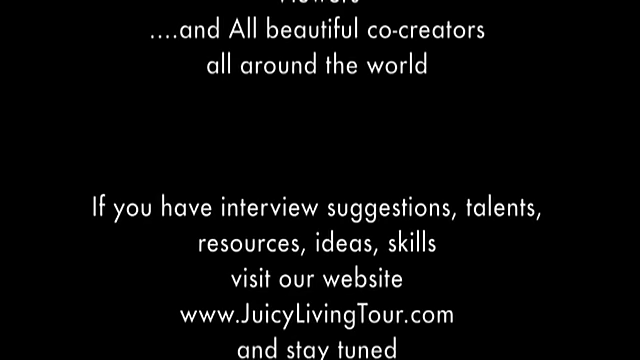 ....and All beautiful co-creators
all around the world
If you have interview suggestions, talents,
resources, ideas, skills
visit our website
www.JuicyLivingTour.com
and stay tuned